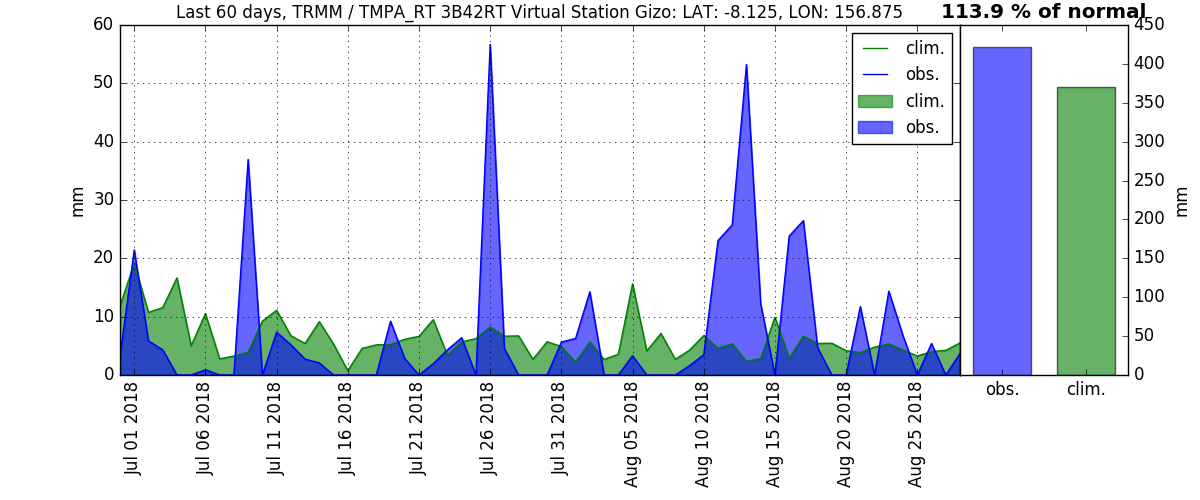 Last 60 days, TRMM / TMPA_RT 3B42RT Virtual Station Gizo: LAT: -8.125, LON: 156.875
113.9 % of normal
60
50
40
30
20
10
0
mm
clim.
obs.
clim.
obs.
450
400
350
300
250
200
150
100
50
0
mm
Jul 01 2018
Jul 06 2018
Jul 11 2018
Jul 16 2018
Jul 21 2018
Jul 26 2018
Jul 31 2018
Aug 05 2018
Aug 10 2018
Aug 15 2018
Aug 20 2018
Aug 25 2018
obs.
clim.